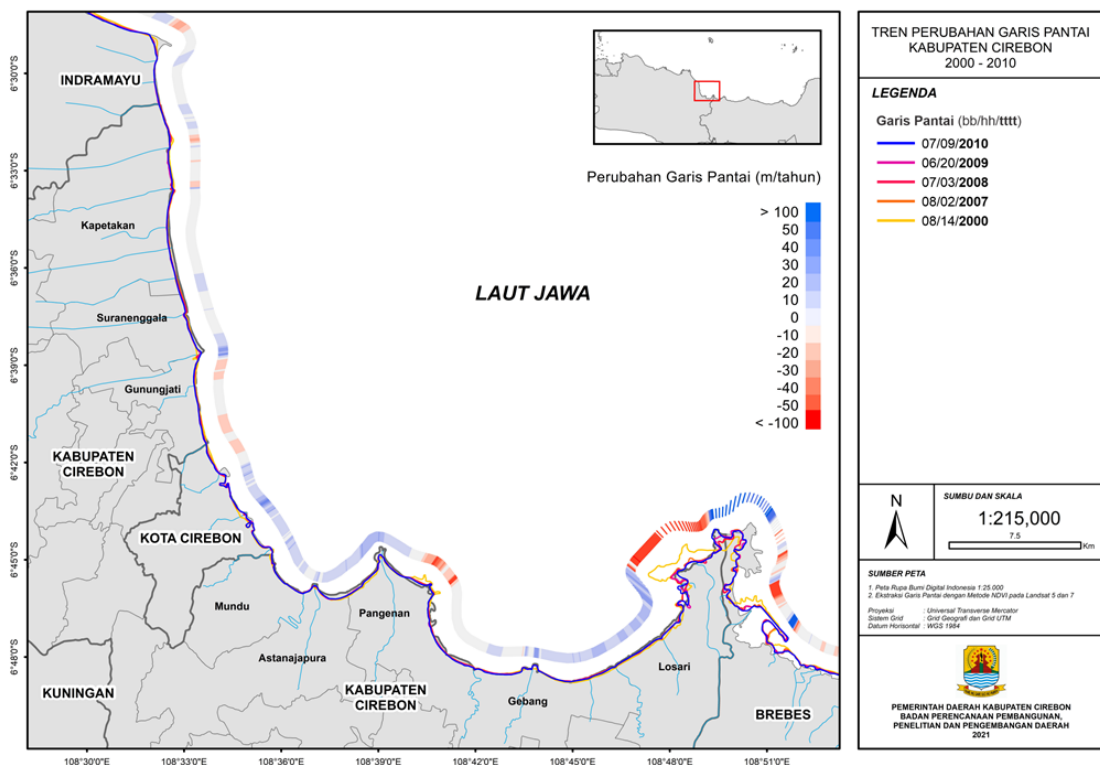 TREN PERUBAHAN GARIS PANTAI
KABUPATEN CIREBON
2000 - 2010
LEGENDA
Garis Pantai (bb/hh/tttt)
07/09/2010
06/20/2009
07/03/2008
08/02/2007
08/14/2000
N
SUMBU DAN SKALA
1:215,000
7.5
Km
SUMBER PETA
1. Peta Rupa Bumi Digital Indonesia 1:25.000
2. Ekstraksi Garis Pantai dengan Metode NDVI pada Landsat 5 dan 7
Proyeksi : Universal Transverse Mercator
Sistem Grid : Grid Geografi dan Grid UTM
Datum Horisontal : WGS 1984
PEMERINTAH DAERAH KABUPATEN CIREBON
BADAN PERENCANAAN PEMBANGUNAN,
PENELITIAN DAN PENGEMBANGAN DAERAH
2021
Perubahan Garis Pantai (m/tahun)
> 100
50
40
30
20
10
0
-10
-20
-30
-40
-50
< -100
LAUT JAWA
INDRAMAYU
Kapetakan
Suranenggala
Gunungjati
KABUPATEN
CIREBON
KOTA CIREBON
Mundu
Pangenan
Astanajapura
KABUPATEN
CIREBON
Gebang
Losari
KUNINGAN
BREBES
6°30'0"S
6°33'0"S
6°36'0"S
6°39'0"S
6°42'0"S
6°45'0"S
6°48'0"S
108°30'0"E
108°33'0"E
108°36'0"E
108°39'0"E
108°42'0"E
108°45'0"E
108°48'0"E
108°51'0"E